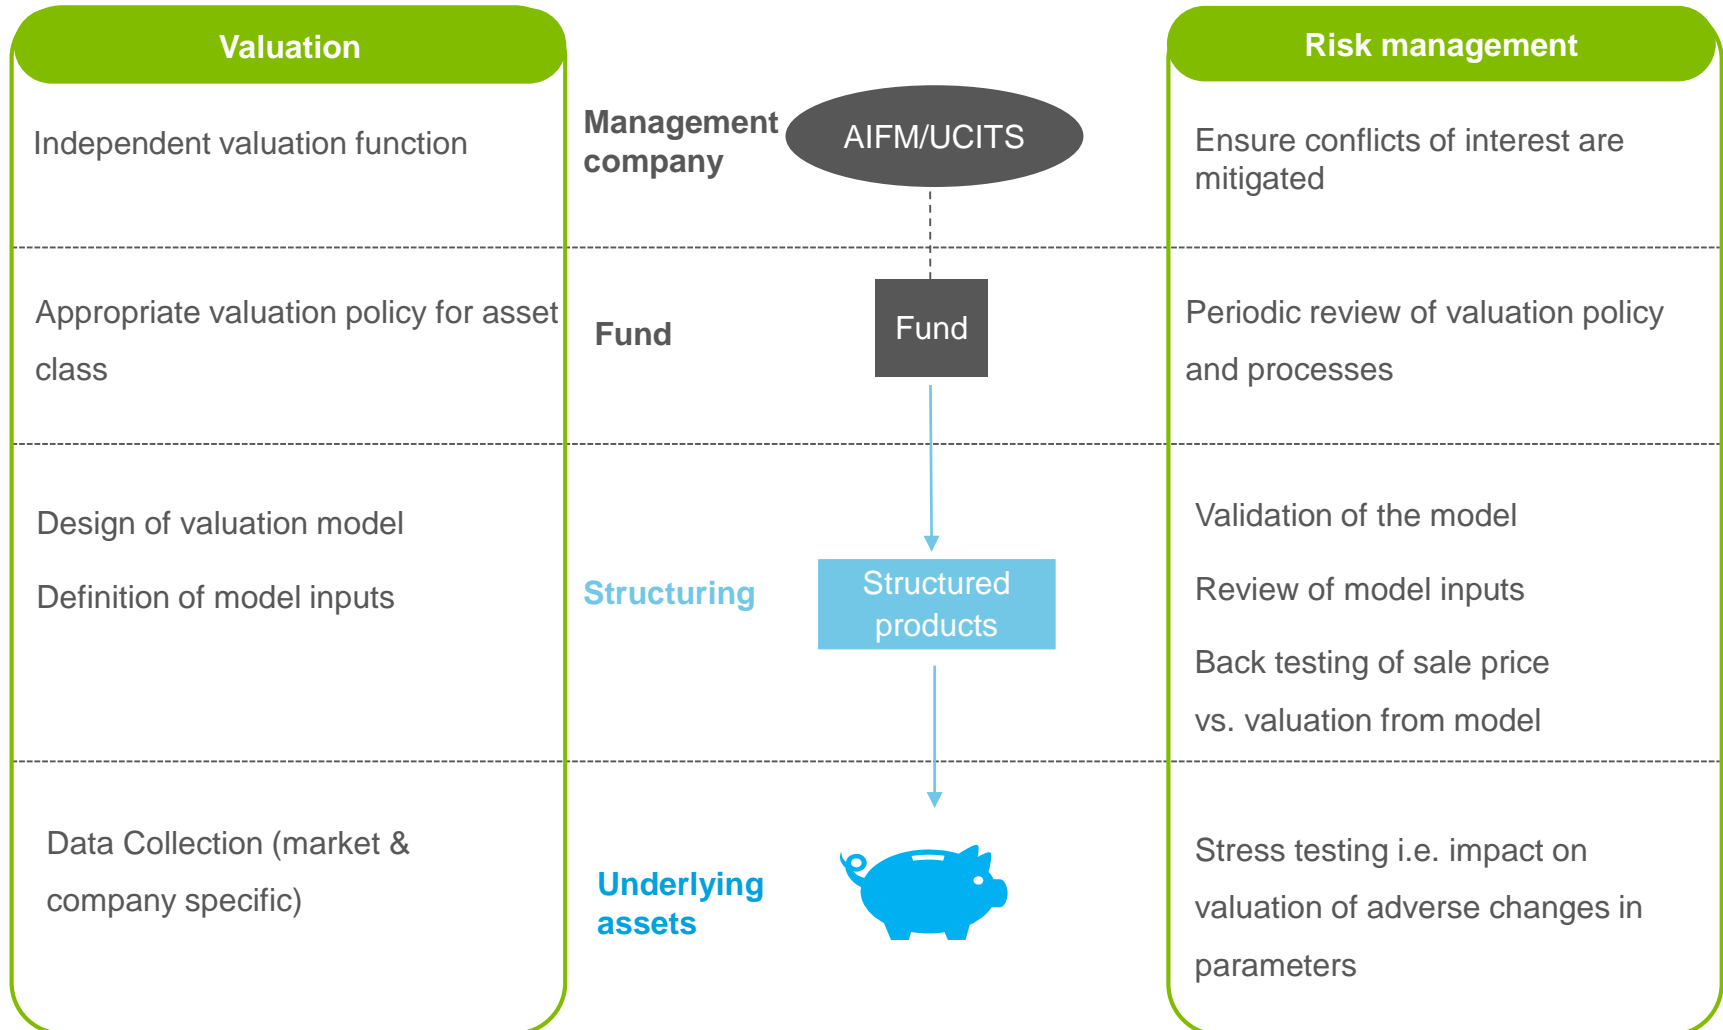 Valuation
Risk management
Independent valuation function
Management
company
AIFM/UCITS
Ensure conflicts of interest are
mitigated
Appropriate valuation policy for asset
class
Fund
Fund
Periodic review of valuation policy
and processes
Design of valuation model
Definition of model inputs
Structuring
Structured
products
Validation of the model
Review of model inputs
Back testing of sale price
vs. valuation from model
Data Collection (market &
company specific)
Underlying
assets
Stress testing i.e. impact on
valuation of adverse changes in
parameters